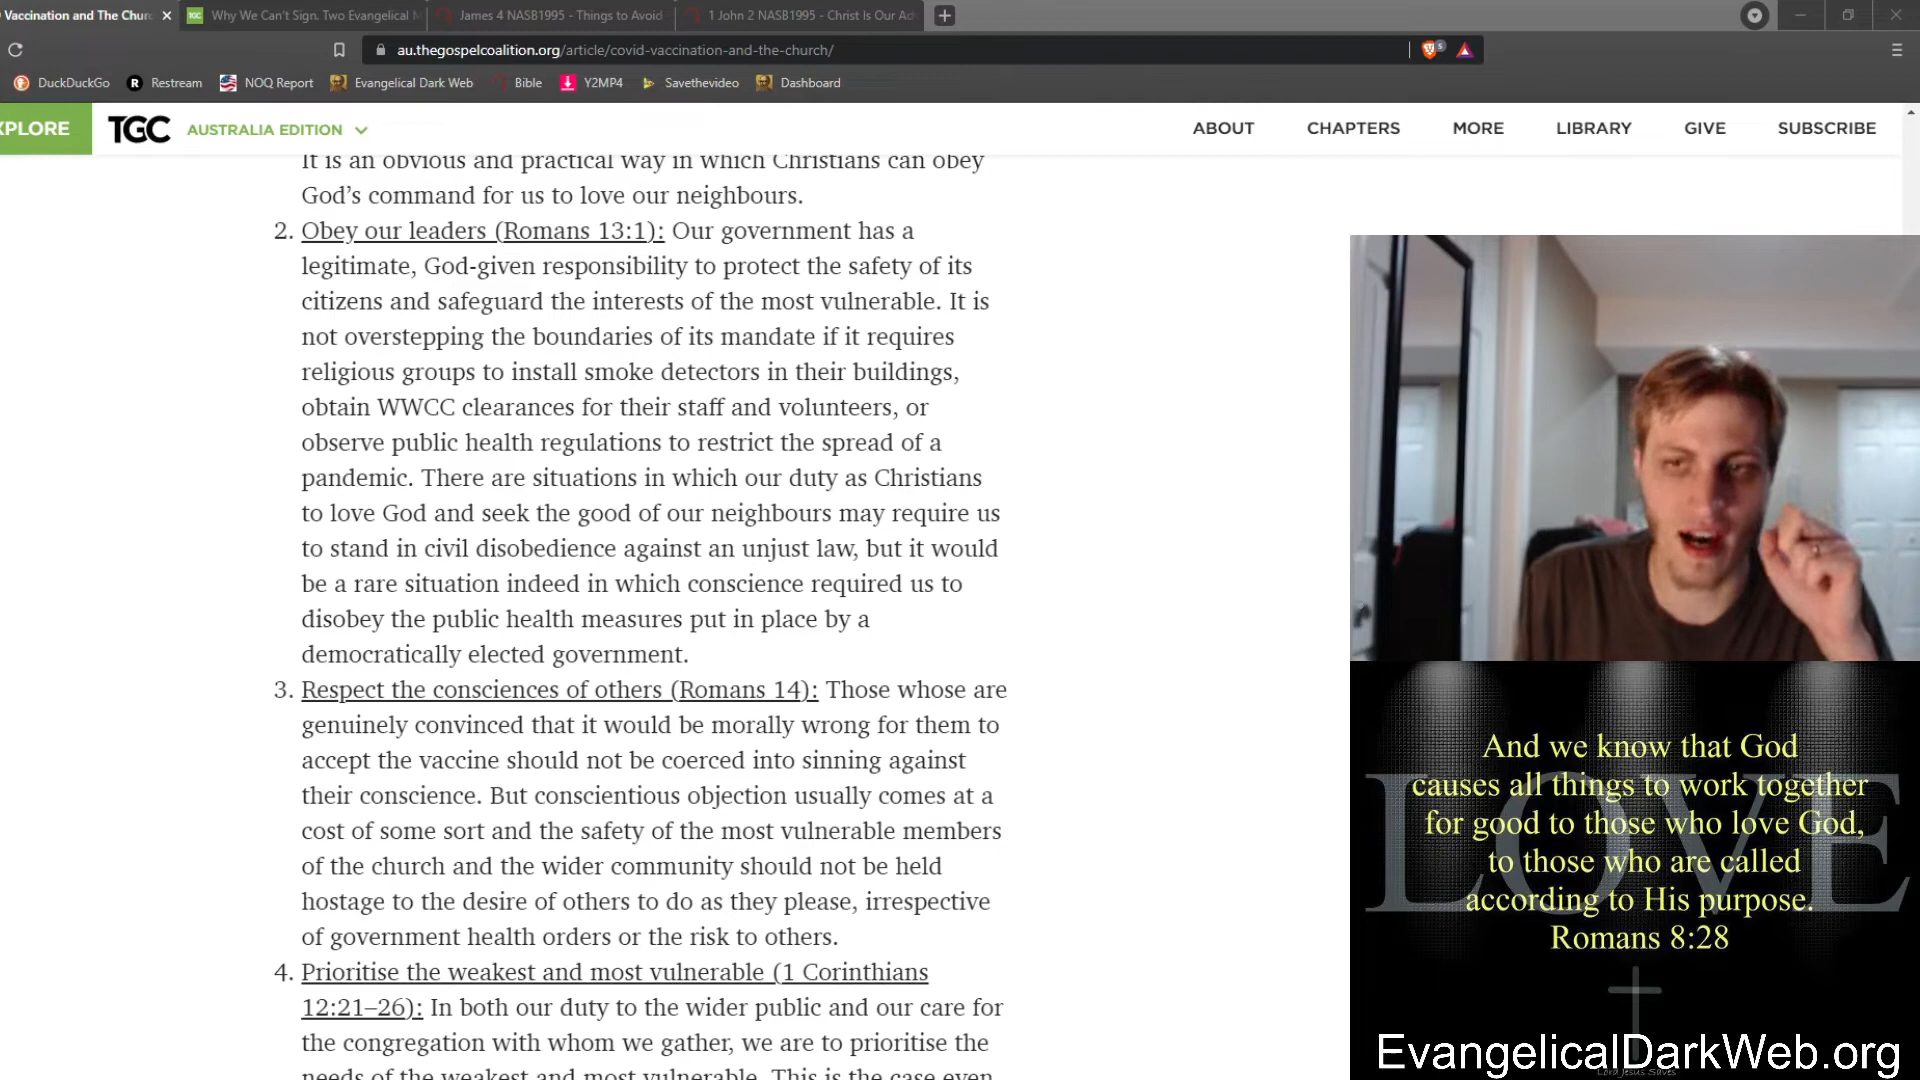 Vaccination and The Churc
Why We Can't Sign. Two Evangelical M
James 4 NASB1995 - Things to Avoid
1 John 2 NASB1995 - Christ Is Our Ad
au.thegospelcoalition.org/article/covid-vaccination-and-the-church/
5
DuckDuckGo
Restream
NOQ Report
Evangelical Dark Web
Bible
Y2MP4
Savethevideo
Dashboard
XPLORE
TGC
AUSTRALIA EDITION
ABOUT
CHAPTERS
MORE
LIBRARY
GIVE
SUBSCRIBE
It is an obvious and practical way in which Christians can obey
God's command for us to love our neighbours.
2. Obey our leaders (Romans 13:1): Our government has a
legitimate, God-given responsibility to protect the safety of its
citizens and safeguard the interests of the most vulnerable. It is
not overstepping the boundaries of its mandate if it requires
religious groups to install smoke detectors in their buildings,
obtain WWCC clearances for their staff and volunteers, or
observe public health regulations to restrict the spread of a
pandemic. There are situations in which our duty as Christians
to love God and seek the good of our neighbours may require us
to stand in civil disobedience against an unjust law, but it would
be a rare situation indeed in which conscience required us to
disobey the public health measures put in place by a
democratically elected government.
3. Respect the consciences of others (Romans 14): Those whose are
genuinely convinced that it would be morally wrong for them to
accept the vaccine should not be coerced into sinning against
their conscience. But conscientious objection usually comes at a
cost of some sort and the safety of the most vulnerable members
of the church and the wider community should not be held
hostage to the desire of others to do as they please, irrespective
of government health orders or the risk to others.
4. Prioritise the weakest and most vulnerable (1 Corinthians
12:21–26): In both our duty to the wider public and our care for
the congregation with whom we gather, we are to prioritise the
needs of the weakest and most vulnerable. This is the case even
LOVE
And we know that God
causes all things to work together
for good to those who love God,
to those who are called
according to His purpose.
Romans 8:28
EvangelicalDarkWeb.org
Lord Jesus Saves